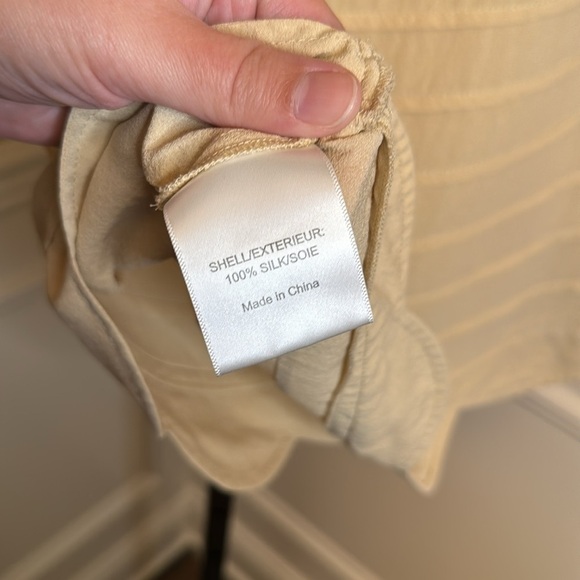 SHELL/EXTERIEUR:
100% SILK/SOIE
Made in China